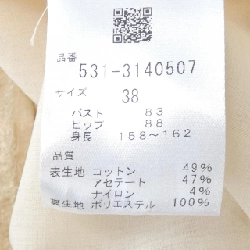 品番
531-3140507
サイズ 38
バスト 83
ヒップ 88
身長 158～162
品質
表生地 コットン 49%
アセテート 47%
ナイロン 4%
裏生地 ポリエステル 100%